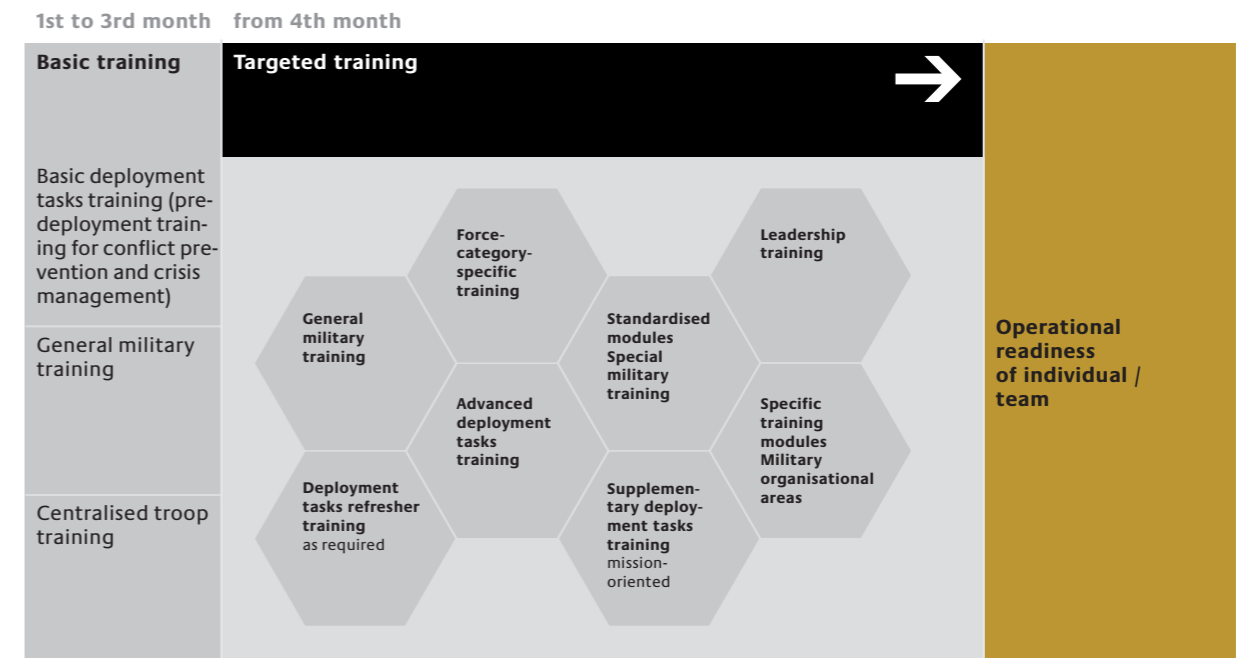 1st to 3rd month
from 4th month
Basic training
Targeted training
Basic deployment
tasks training (pre-
deployment train-
ing for conflict pre-
vention and crisis
management)
General military
training
Centralised troop
training
General
military
training
Deployment
tasks refresher
training
as required
Force-
category-
specific
training
Advanced
deployment
tasks
training
Standardised
modules
Special
military
training
Supplemen-
tary deploy-
ment tasks
training
mission-
oriented
Leadership
training
Specific
training
modules
Military
organisational
areas
Operational
readiness
of individual /
team